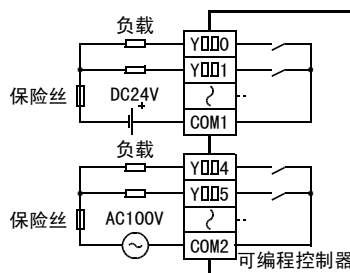 负载
Y□□0
Y□□1
保险丝
DC24V
+
COM1
负载
Y□□4
Y□□5
保险丝
AC100V
COM2
可编程控制器